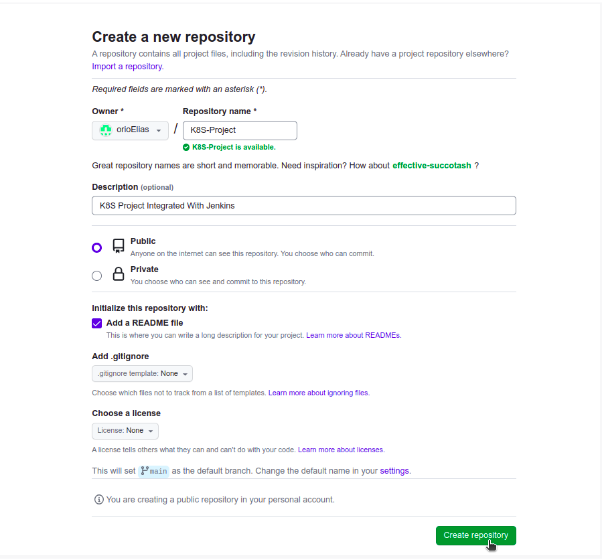 Create a new repository
A repository contains all project files, including the revision history. Already have a project repository elsewhere?
Import a repository.
Required fields are marked with an asterisk (*).
Owner * Repository name *
orioElias / K8S-Project
K8S-Project is available.
Great repository names are short and memorable. Need inspiration? How about effective-succotash ?
Description (optional)
K8S Project Integrated With Jenkins
Public
Anyone on the internet can see this repository. You choose who can commit.
Private
You choose who can see and commit to this repository.
Initialize this repository with:
Add a README file
This is where you can write a long description for your project. Learn more about READMEs.
Add .gitignore
.gitignore template: None
Choose which files not to track from a list of templates. Learn more about ignoring files.
Choose a license
License: None
A license tells others what they can and can't do with your code. Learn more about licenses.
This will set main as the default branch. Change the default name in your settings.
You are creating a public repository in your personal account.
Create repository